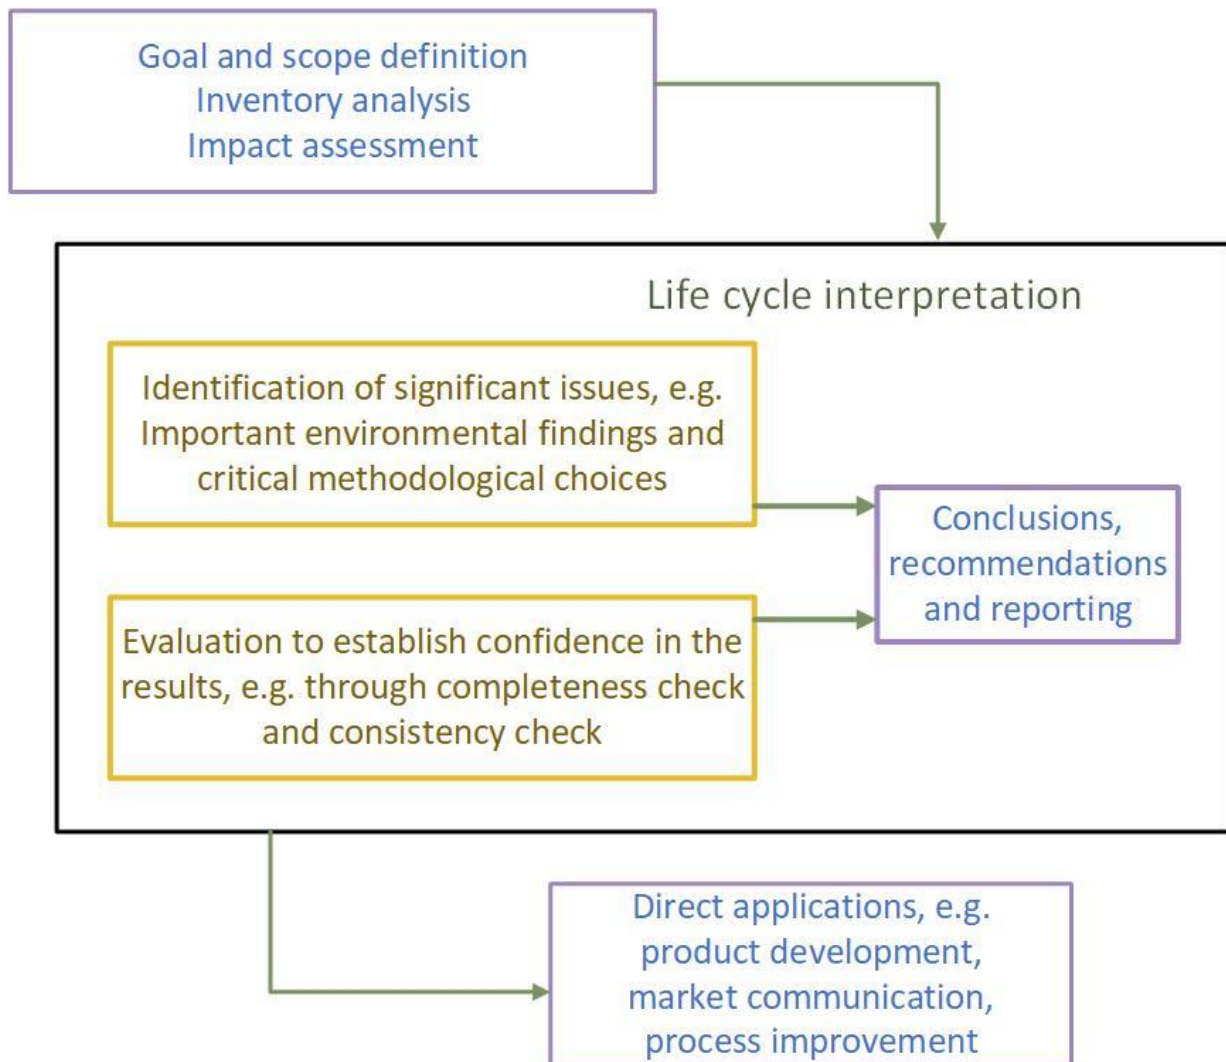 Goal and scope definition
Inventory analysis
Impact assessment
Life cycle interpretation
Identification of significant issues, e.g.
Important environmental findings and
critical methodological choices
Conclusions,
recommendations
and reporting
Evaluation to establish confidence in the
results, e.g. through completeness check
and consistency check
Direct applications, e.g.
product development,
market communication,
process improvement